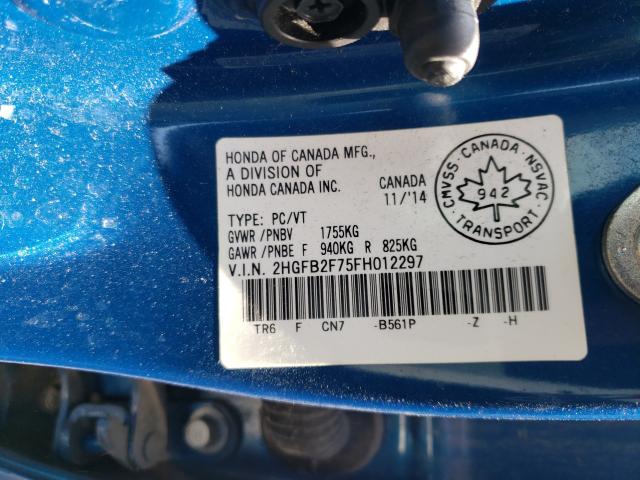 HONDA OF CANADA MFG.,
A DIVISION OF
HONDA CANADA INC.
CANADA
11/'14
CMVSS · CANADA · NSVAC
942
TRANSPORT
TYPE: PC/VT
GVWR /PNBV 1755KG
GAWR /PNBE F 940KG R 825KG
V.I.N. 2HGFB2F75FH012297
TR6 F CN7 -B561P -Z -H